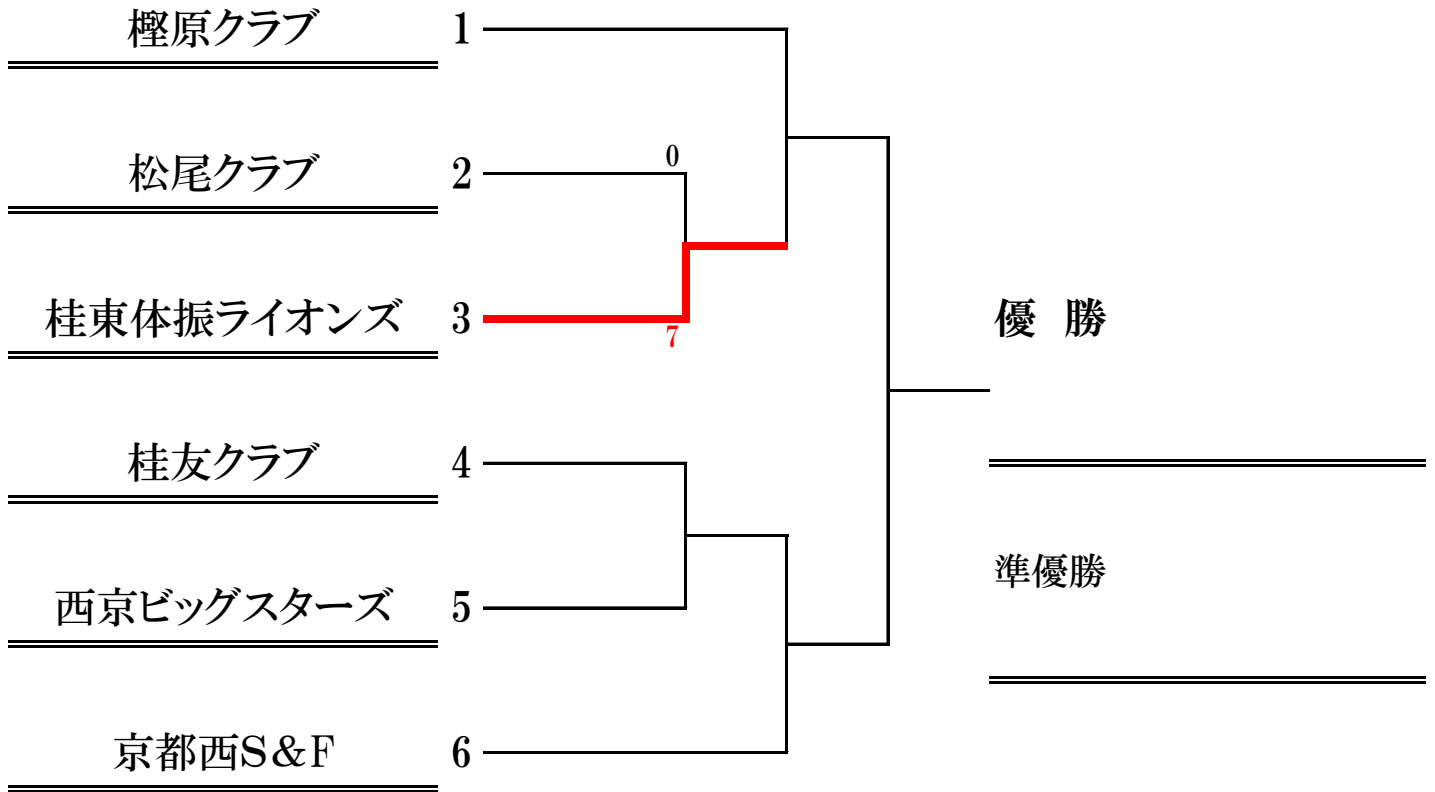 樫原クラブ 1
松尾クラブ 2 0
桂東体振ライオンズ 3 7
優 勝
桂友クラブ 4
準優勝
西京ビッグスターズ 5
京都西S&F 6